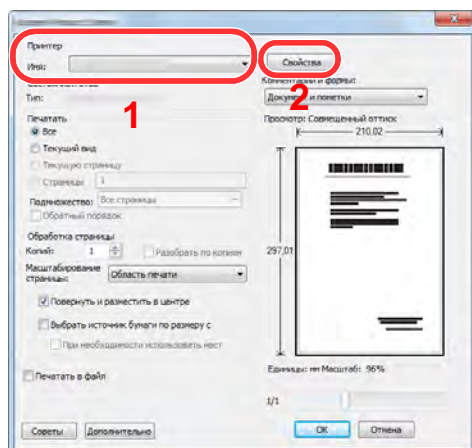 Принтер
Имя:
Свойства
Тип:
1
2
Комментарии и формы:
Документ и пометки
Печатать
Все
Текущий вид
Текущую страницу
Страницы 1
Подмножество: Все страницы
Обратный порядок
Просмотр: Совмещенный оттиск
210,02
297,01
Обработка страницы
Копий: 1
Разобрать по копиям
Масштабирование страницы: Область печати
Повернуть и разместить в центре
Выбрать источник бумаги по размеру с
При необходимости использовать нест
Печатать в файл
Единицы: мм Масштаб: 96%
1/1
Советы
Дополнительно
ОК
Отмена